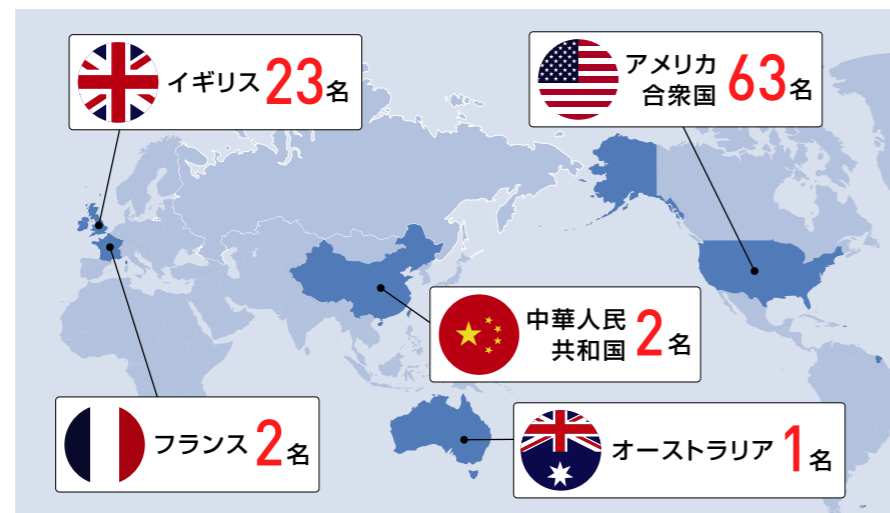 イギリス 23名
アメリカ
合衆国 63名
中華人民
共和国 2名
フランス 2名
オーストラリア 1名